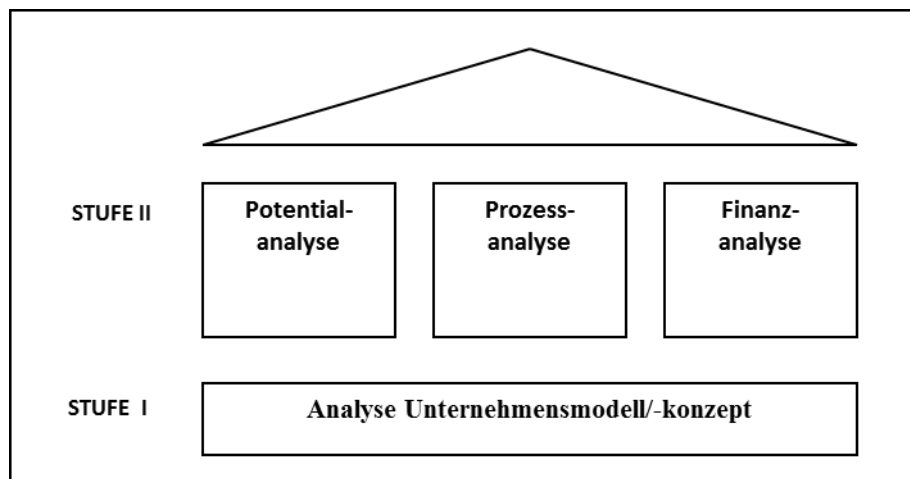 STUFE II
Potential-
analyse
Prozess-
analyse
Finanz-
analyse
STUFE I
Analyse Unternehmensmodell/-konzept